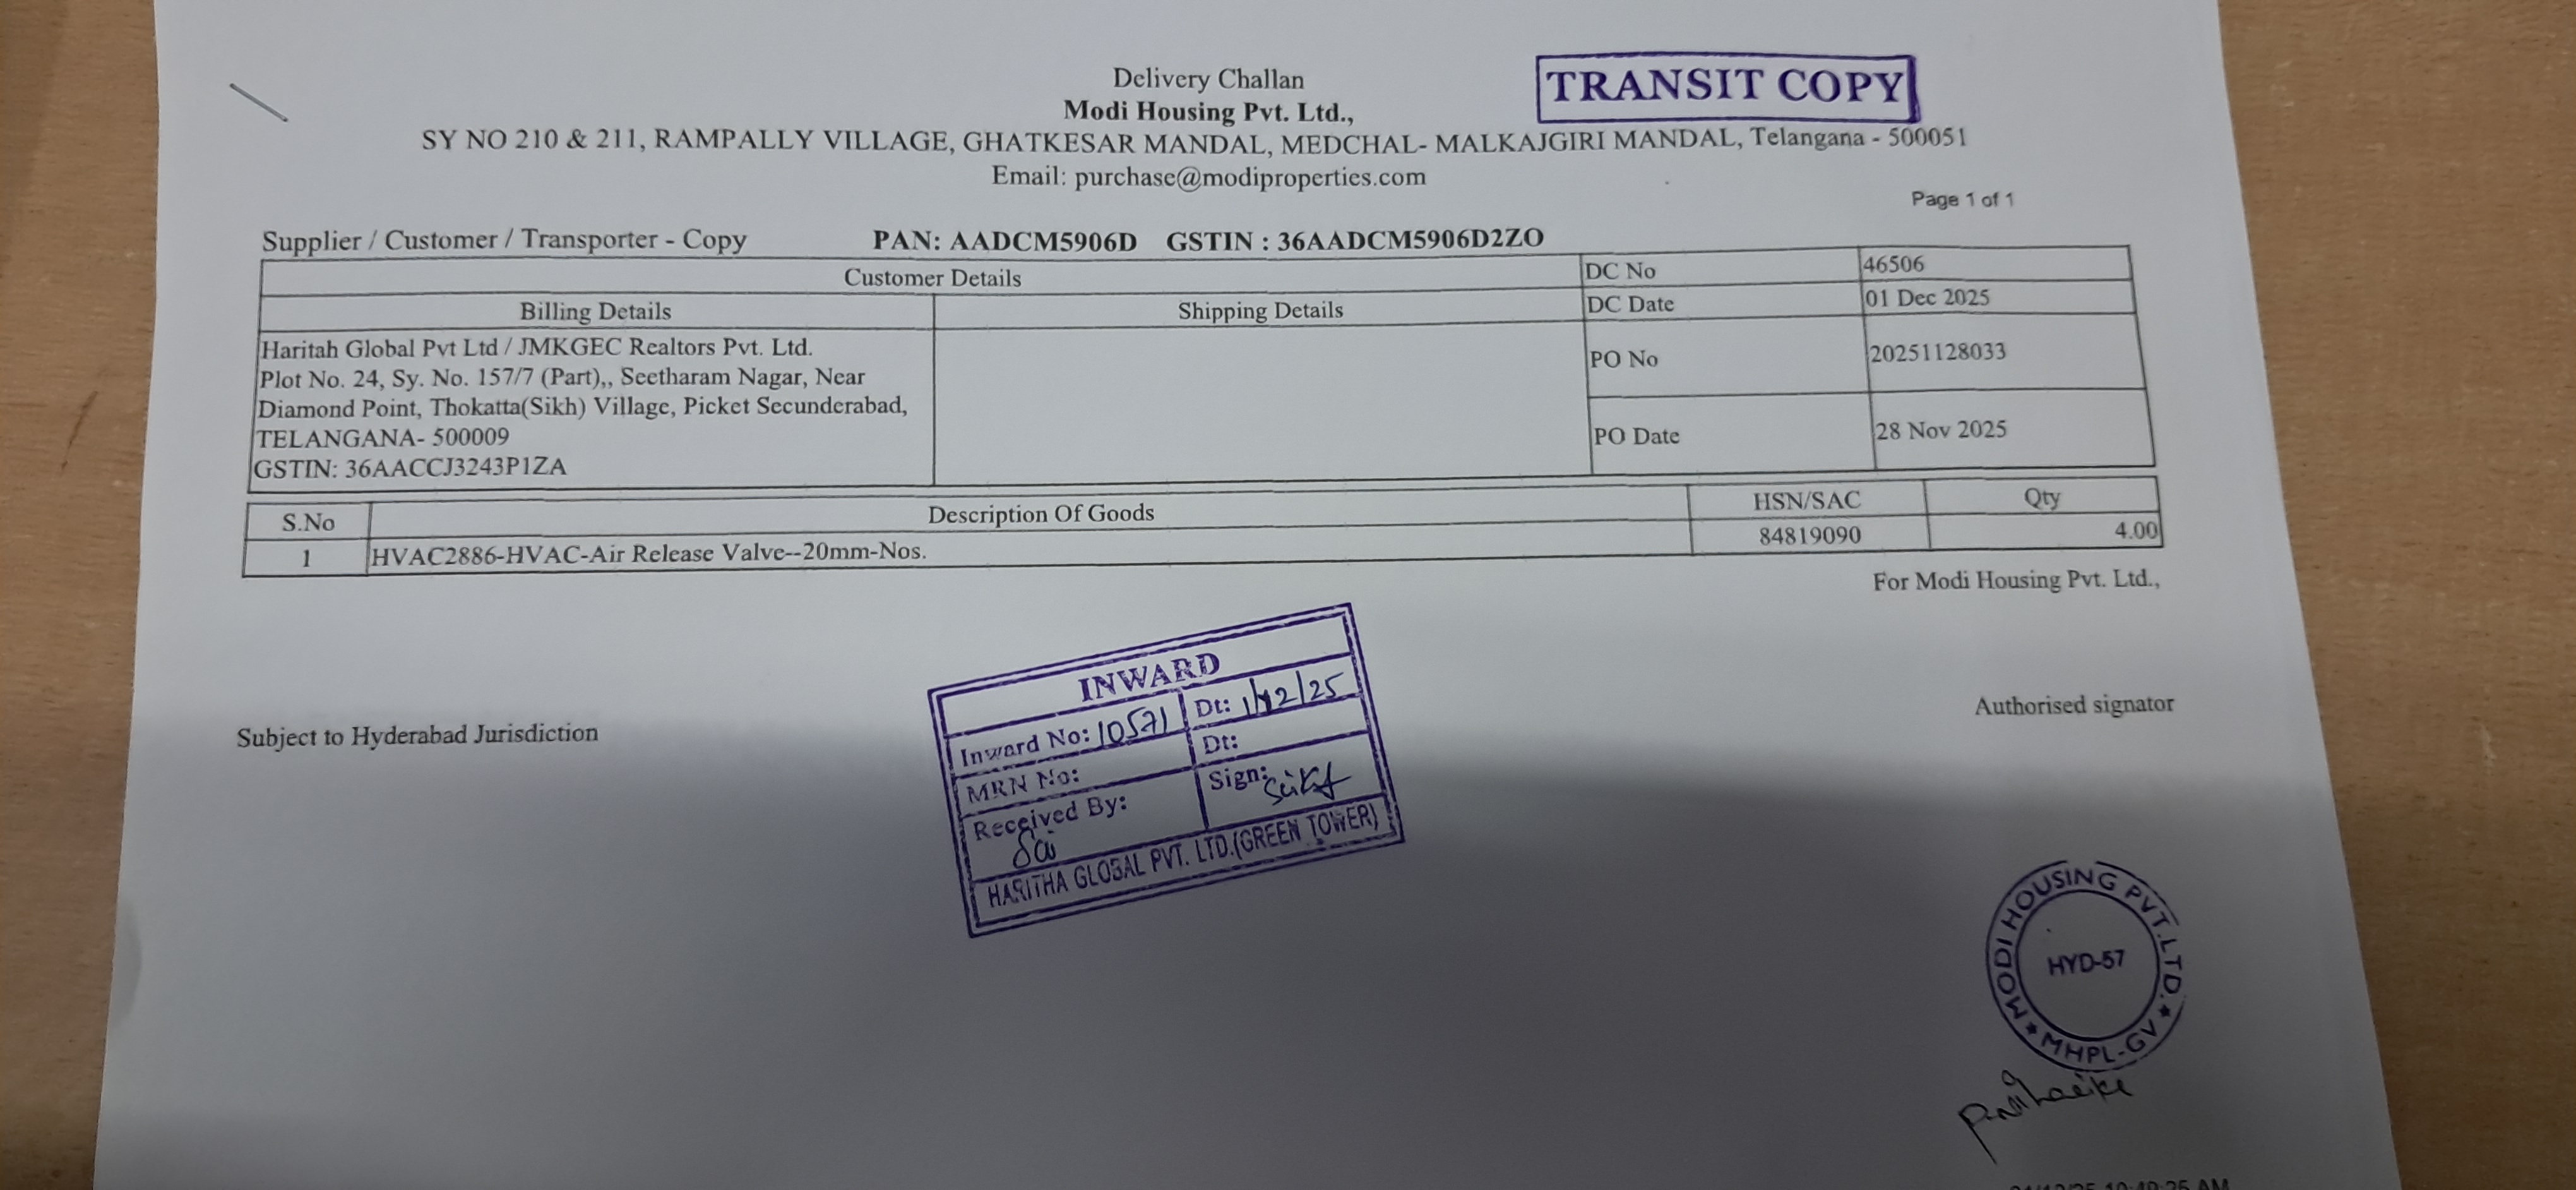 Delivery Challan
TRANSIT COPY
Modi Housing Pvt. Ltd.,
SY NO 210 & 211, RAMPALLY VILLAGE, GHATKESAR MANDAL, MEDCHAL- MALKAJGIRI MANDAL, Telangana - 500051
Email: purchase@modiproperties.com
Page 1 of 1
Supplier / Customer / Transporter - Copy PAN: AADCM5906D GSTIN : 36AADCM5906D2ZO
Customer Details
DC No 46506
Billing Details Shipping Details
DC Date 01 Dec 2025
Haritah Global Pvt Ltd / JMKGEC Realtors Pvt. Ltd.
Plot No. 24, Sy. No. 157/7 (Part),, Seetharam Nagar, Near
Diamond Point, Thokatta(Sikh) Village, Picket Secunderabad,
TELANGANA- 500009
GSTIN: 36AACCJ3243P1ZA
PO No 20251128033
PO Date 28 Nov 2025
S.No Description Of Goods HSN/SAC Qty
1 HVAC2886-HVAC-Air Release Valve--20mm-Nos. 84819090 4.00
For Modi Housing Pvt. Ltd.,
INWARD
Inward No: 10571 Dt: 1/12/25
MRN No: Dt:
Received By: Sai Sign:
HARITHA GLOBAL PVT. LTD.(GREEN TOWER)
Subject to Hyderabad Jurisdiction
Authorised signator
MODI HOUSING PVT.LTD.
HYD-57
★ MHPL-GV ★